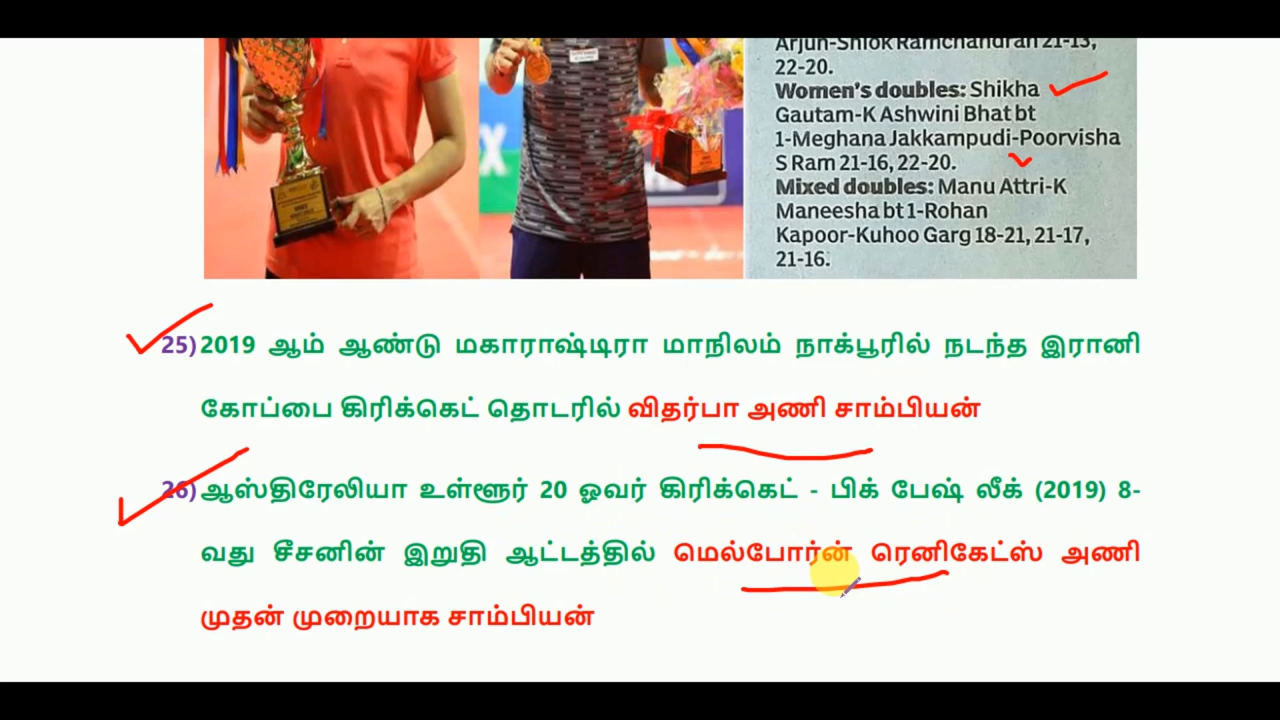 Arjun-Shlok Ramchandran 21-13,
22-20.
Women's doubles: Shikha
Gautam-K Ashwini Bhat bt
1-Meghana Jakkampudi-Poorvisha
S Ram 21-16, 22-20.
Mixed doubles: Manu Attri-K
Maneesha bt 1-Rohan
Kapoor-Kuhoo Garg 18-21, 21-17,
21-16.
25) 2019 ஆம் ஆண்டு மகாராஷ்டிரா மாநிலம் நாக்பூரில் நடந்த இரானி
கோப்பை கிரிக்கெட் தொடரில் விதர்பா அணி சாம்பியன்
26) ஆஸ்திரேலியா உள்ளூர் 20 ஓவர் கிரிக்கெட் - பிக் பேஷ் லீக் (2019) 8-
வது சீசனின் இறுதி ஆட்டத்தில் மெல்போர்ன் ரெனிகேட்ஸ் அணி
முதன் முறையாக சாம்பியன்